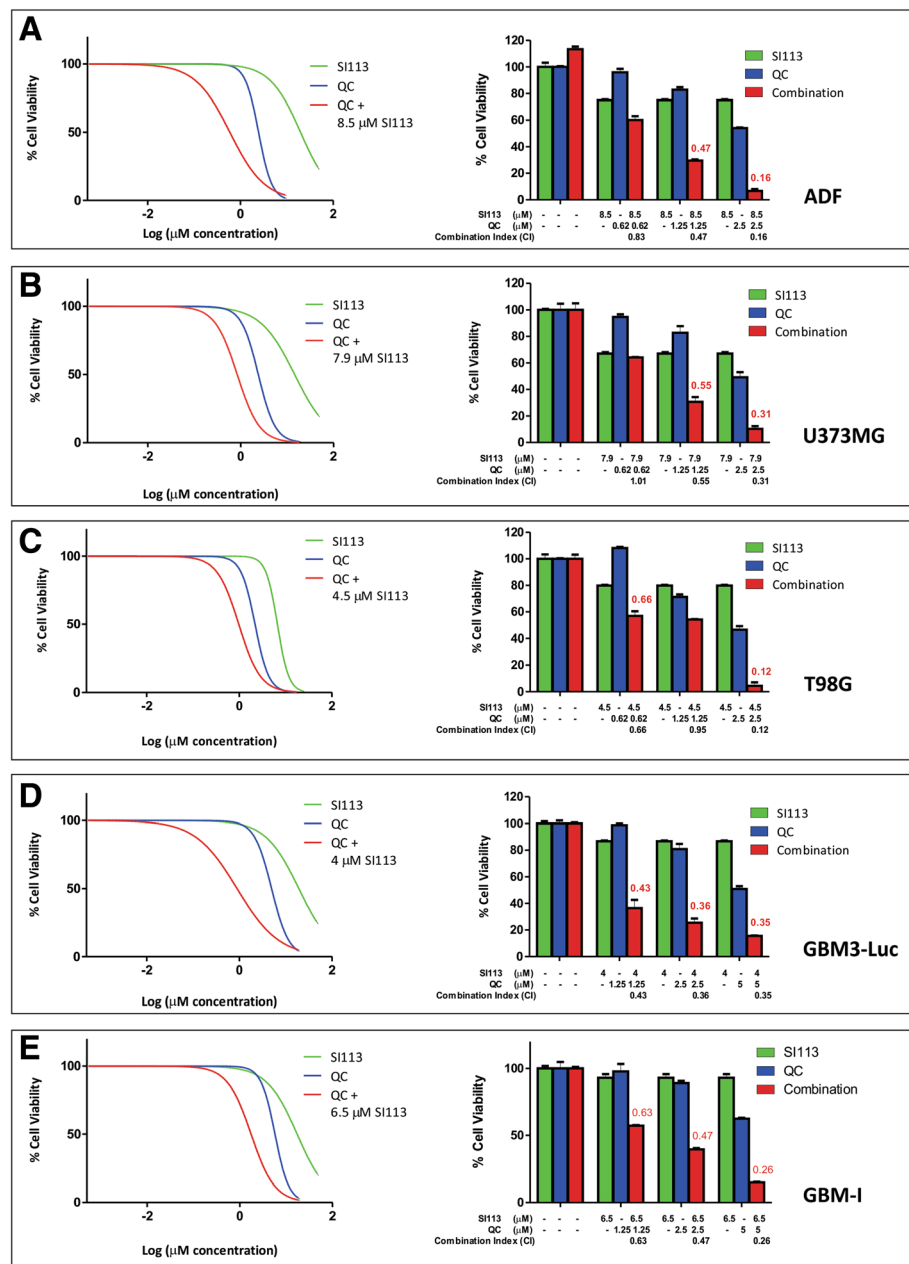 A
% Cell Viability
100
50
0
-2 0 2
Log (µM concentration)
SI113
QC
QC +
8.5 µM SI113
% Cell Viability
120
100
80
60
40
20
0
SI113
QC
Combination
0.47
0.16
SI113 (µM) - - - 8.5 - 8.5 8.5 - 8.5 8.5 - 8.5
QC (µM) - - - - 0.62 0.62 - 1.25 1.25 - 2.5 2.5
Combination Index (CI) 0.83 0.47 0.16
ADF
B
% Cell Viability
100
50
0
-2 0 2
Log (µM concentration)
SI113
QC
QC +
7.9 µM SI113
% Cell Viability
120
100
80
60
40
20
0
SI113
QC
Combination
0.55
0.31
SI113 (µM) - - - 7.9 - 7.9 7.9 - 7.9 7.9 - 7.9
QC (µM) - - - - 0.62 0.62 - 1.25 1.25 - 2.5 2.5
Combination Index (CI) 1.01 0.55 0.31
U373MG
C
% Cell Viability
100
50
0
-2 0 2
Log (µM concentration)
SI113
QC
QC +
4.5 µM SI113
% Cell Viability
120
100
80
60
40
20
0
SI113
QC
Combination
0.66
0.12
SI113 (µM) - - - 4.5 - 4.5 4.5 - 4.5 4.5 - 4.5
QC (µM) - - - - 0.62 0.62 - 1.25 1.25 - 2.5 2.5
Combination Index (CI) 0.66 0.95 0.12
T98G
D
% Cell Viability
100
50
0
-2 0 2
Log (µM concentration)
SI113
QC
QC +
4 µM SI113
% Cell Viability
120
100
80
60
40
20
0
SI113
QC
Combination
0.43
0.36
0.35
SI113 (µM) - - - 4 - 4 4 - 4 4 - 4
QC (µM) - - - - 1.25 1.25 - 2.5 2.5 - 5 5
Combination Index (CI) 0.43 0.36 0.35
GBM3-Luc
E
% Cell Viability
100
50
0
-2 0 2
Log (µM concentration)
SI113
QC
QC +
6.5 µM SI113
% Cell Viability
100
50
0
SI113
QC
Combination
0.63
0.47
0.26
SI113 (µM) - - - 6.5 - 6.5 6.5 - 6.5 6.5 - 6.5
QC (µM) - - - - 1.25 1.25 - 2.5 2.5 - 5 5
Combination Index (CI) 0.63 0.47 0.26
GBM-I